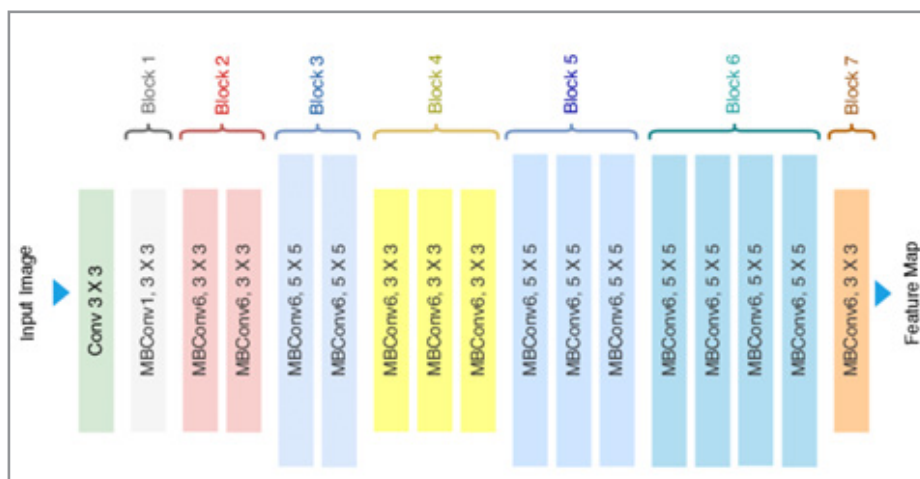 Input Image
Conv 3 X 3
Block 1
MBConv1, 3 X 3
Block 2
MBConv6, 3 X 3
MBConv6, 3 X 3
Block 3
MBConv6, 5 X 5
MBConv6, 5 X 5
Block 4
MBConv6, 3 X 3
MBConv6, 3 X 3
MBConv6, 3 X 3
Block 5
MBConv6, 5 X 5
MBConv6, 5 X 5
MBConv6, 5 X 5
Block 6
MBConv6, 5 X 5
MBConv6, 5 X 5
MBConv6, 5 X 5
MBConv6, 5 X 5
Block 7
MBConv6, 3 X 3
Feature Map